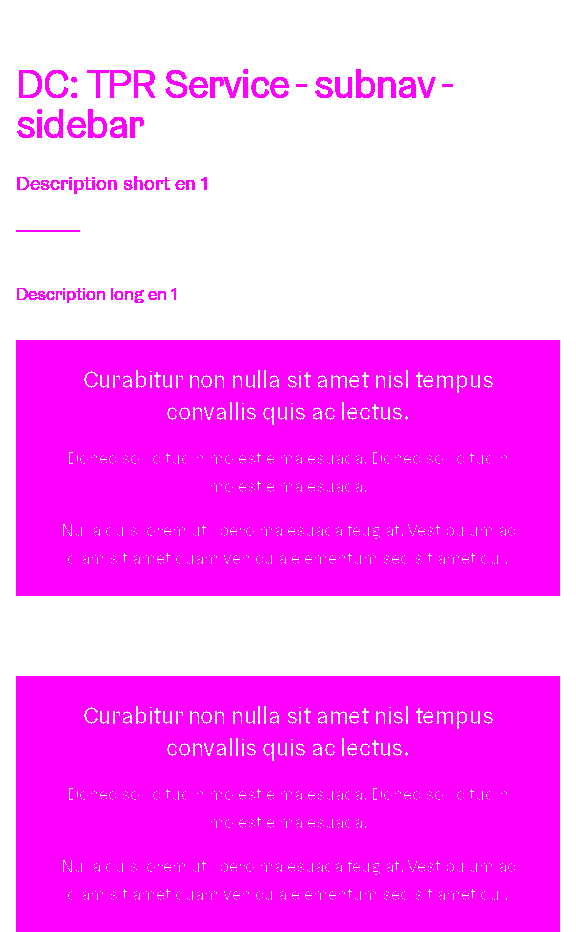 DC: TPR Service - subnav -
sidebar
Description short en 1
Description long en 1
Curabitur non nulla sit amet nisl tempus
convallis quis ac lectus.
Donec sollicitudin molestie malesuada. Donec sollicitudin
molestie malesuada.
Nulla quis lorem ut libero malesuada feugiat. Vestibulum ac
diam sit amet quam vehicula elementum sed sit amet dui.
Curabitur non nulla sit amet nisl tempus
convallis quis ac lectus.
Donec sollicitudin molestie malesuada. Donec sollicitudin
molestie malesuada.
Nulla quis lorem ut libero malesuada feugiat. Vestibulum ac
diam sit amet quam vehicula elementum sed sit amet dui.